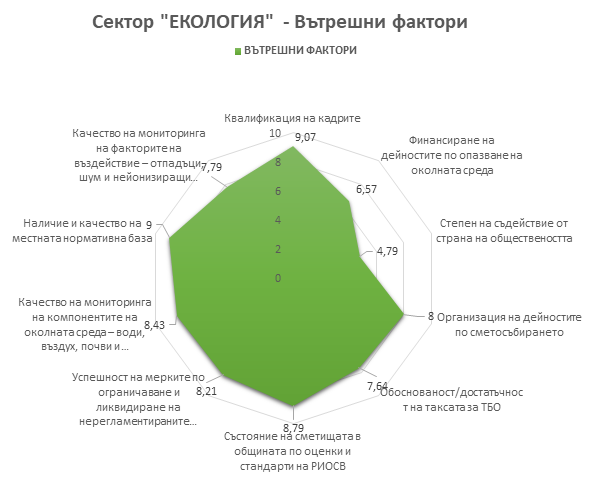 Сектор "ЕКОЛОГИЯ"  - Вътрешни фактори
ВЪТРЕШНИ ФАКТОРИ
Квалификация на кадрите
10
9,07
8
6
4
2
0
Финансиране на
дейностите по опазване на
околната среда
6,57
Степен на съдействие от
страна на обществеността
4,79
Организация на дейностите
по сметосъбирането
8
Обоснованост/достатъчнос
т на таксата за ТБО
7,64
Състояние на сметищата в
общината по оценки и
стандарти на РИОСВ
8,79
Успешност на мерките по
ограничаване и
ликвидиране на
нерегламентираните...
8,21
Качество на мониторинга
на компонентите на
околната среда – води,
въздух, почви и...
8,43
Наличие и качество на
местната нормативна база
9
Качество на мониторинга
на факторите на
въздействие – отпадъци,
шум и нейонизиращи...
7,79